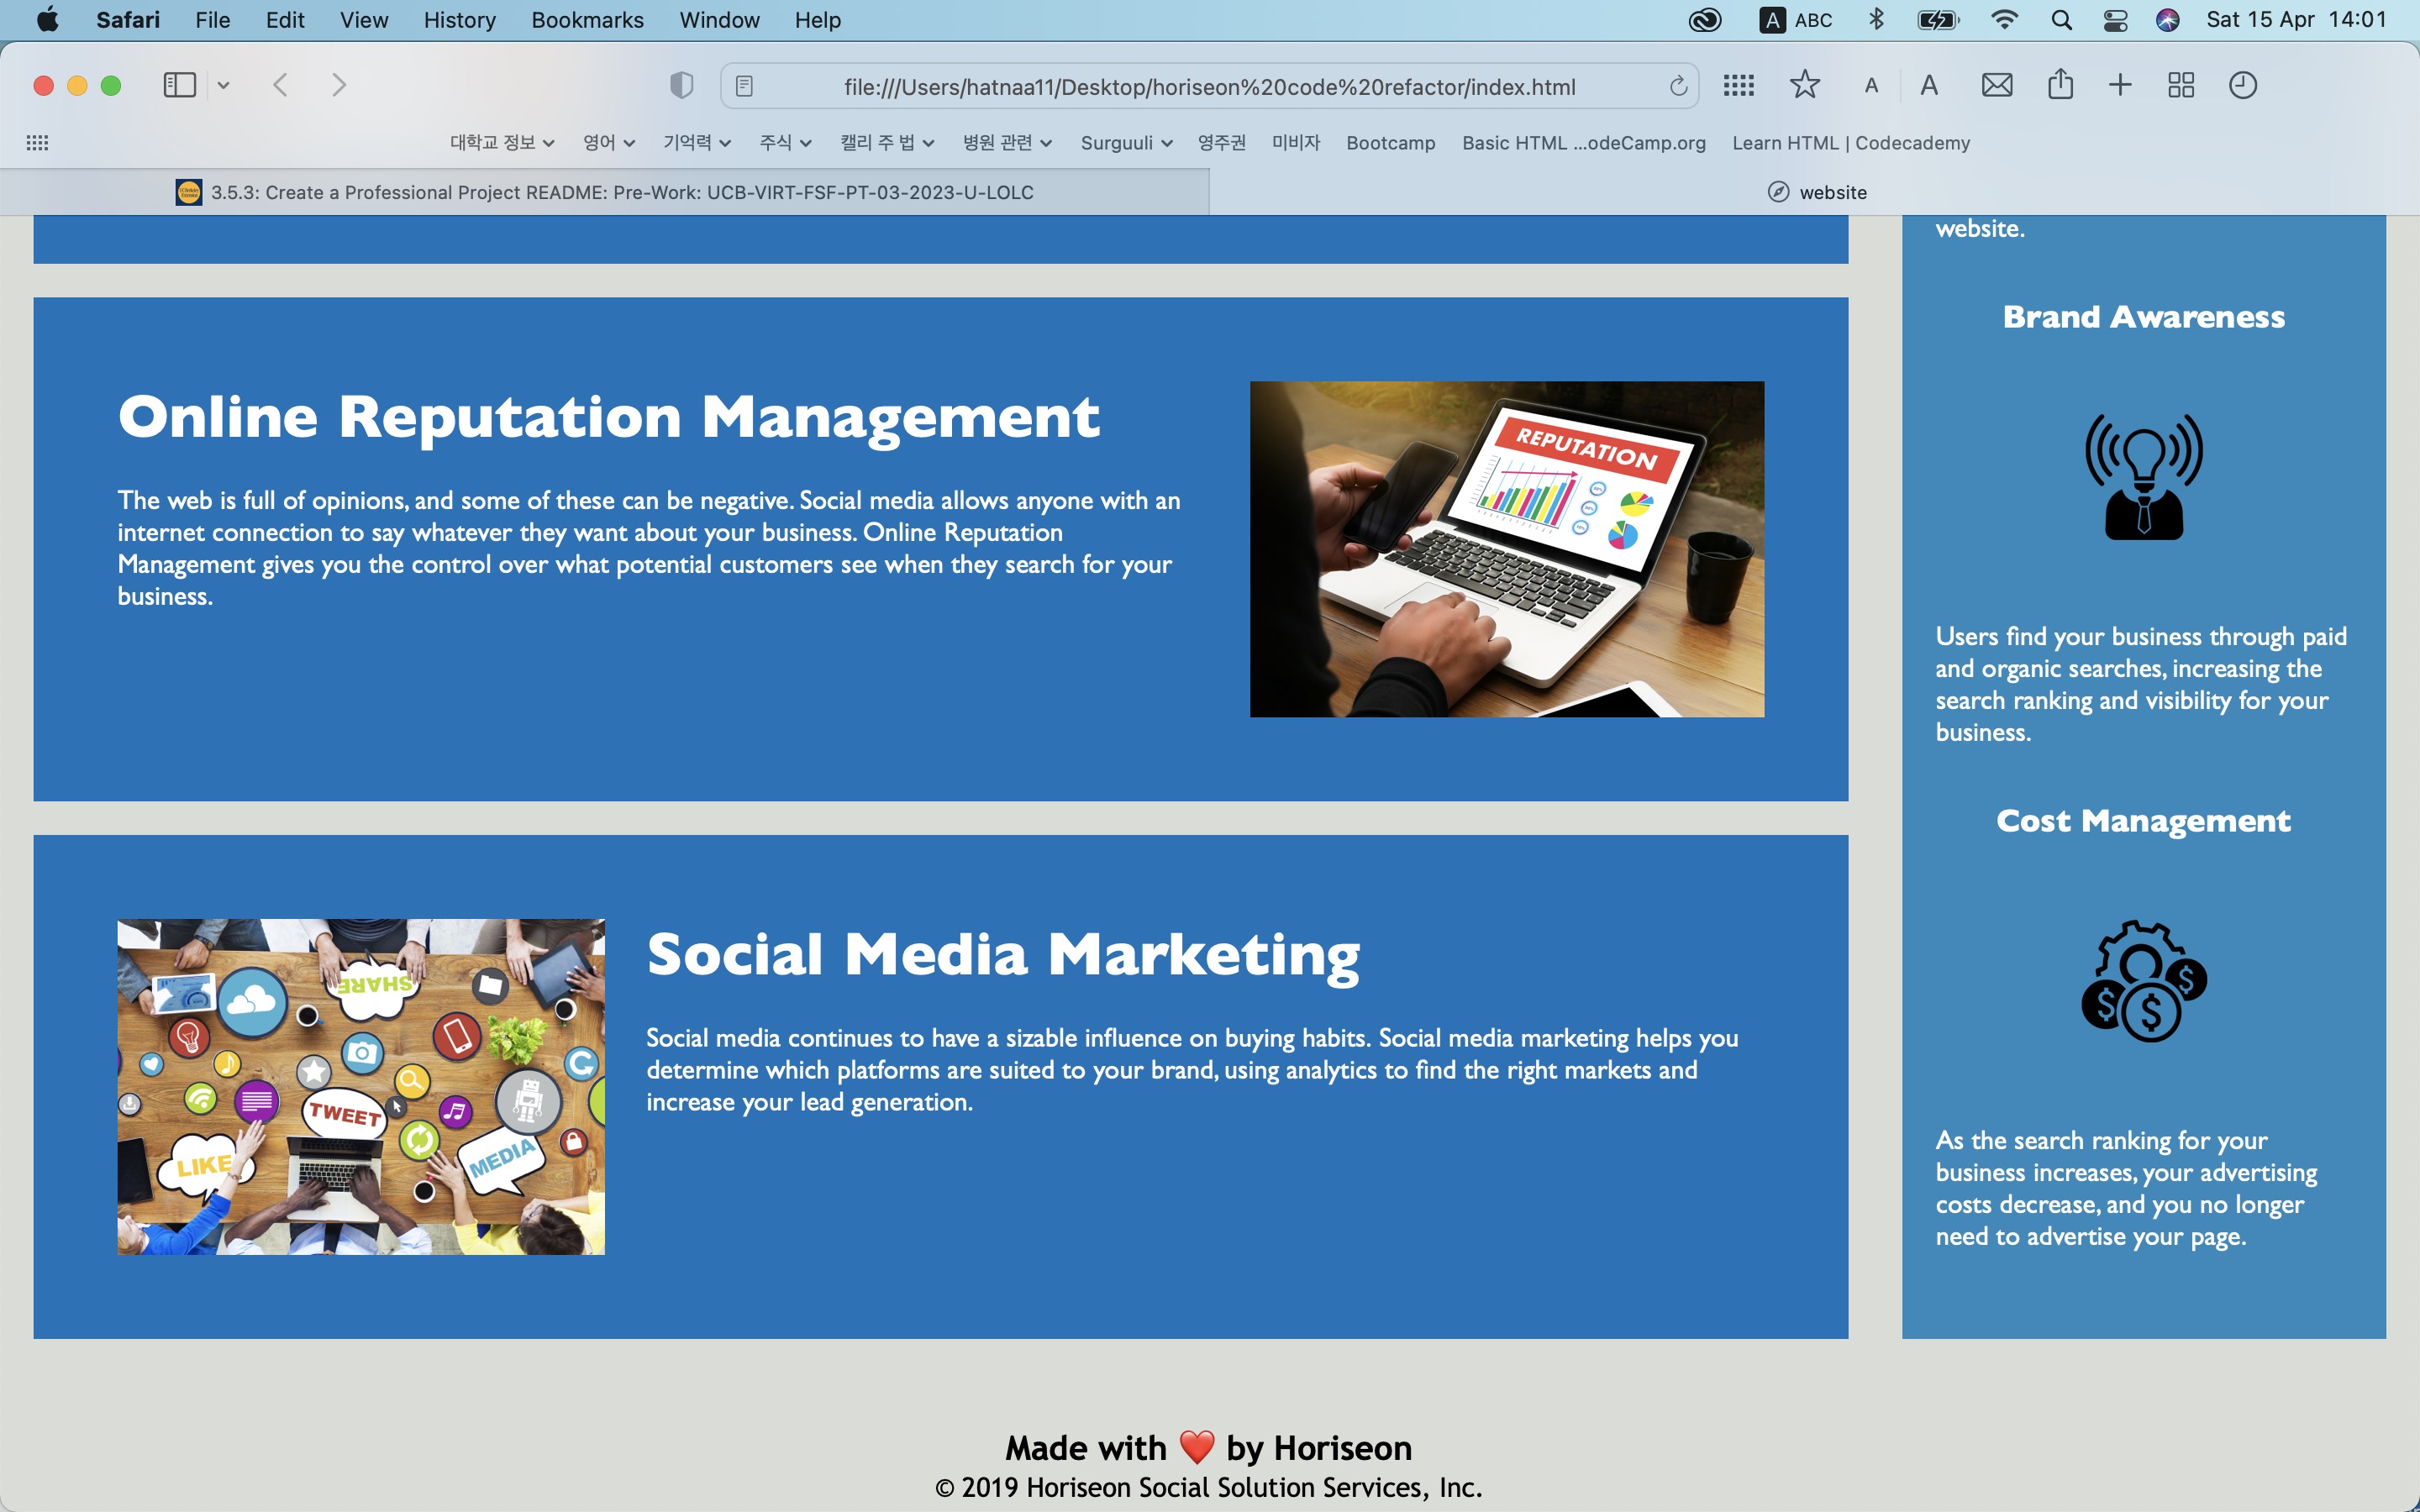 Safari File Edit View History Bookmarks Window Help A ABC Sat 15 Apr 14:01
file:///Users/hatnaa11/Desktop/horiseon%20code%20refactor/index.html A A
대학교 정보 영어 기억력 주식 캘리 주 법 병원 관련 Surguuli 영주권 미비자 Bootcamp Basic HTML ...odeCamp.org Learn HTML | Codecademy
3.5.3: Create a Professional Project README: Pre-Work: UCB-VIRT-FSF-PT-03-2023-U-LOLC website
Online Reputation Management
The web is full of opinions, and some of these can be negative. Social media allows anyone with an
internet connection to say whatever they want about your business. Online Reputation
Management gives you the control over what potential customers see when they search for your
business.
REPUTATION
SHARE
TWEET
LIKE
MEDIA
Social Media Marketing
Social media continues to have a sizable influence on buying habits. Social media marketing helps you
determine which platforms are suited to your brand, using analytics to find the right markets and
increase your lead generation.
website.
Brand Awareness
Users find your business through paid
and organic searches, increasing the
search ranking and visibility for your
business.
Cost Management
$ $ $
As the search ranking for your
business increases, your advertising
costs decrease, and you no longer
need to advertise your page.
Made with ❤️ by Horiseon
© 2019 Horiseon Social Solution Services, Inc.